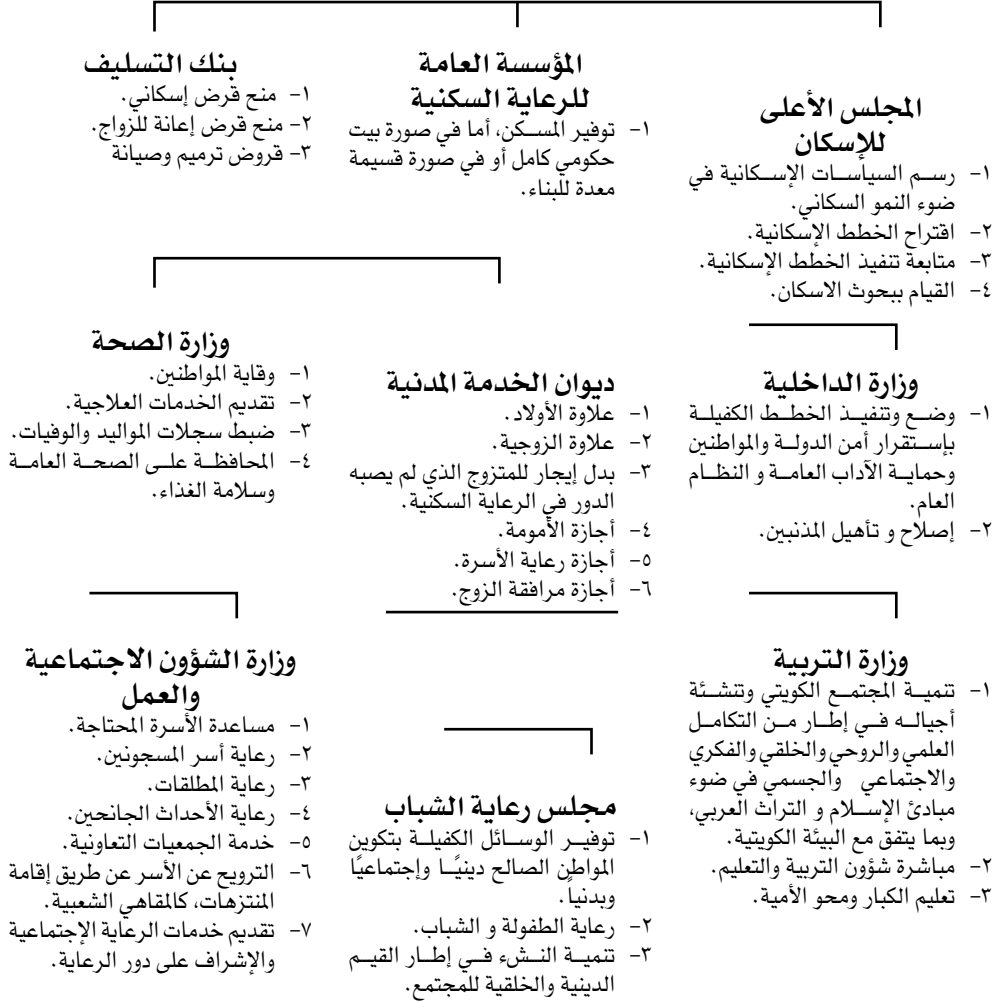 المجلس الأعلى
للإسكان
١- رسم السياسات الإسكانية في
ضوء النمو السكاني.
٢- اقتراح الخطط الإسكانية.
٣- متابعة تنفيذ الخطط الإسكانية.
٤- القيام ببحوث الاسكان.
المؤسسة العامة
للرعاية السكنية
١- توفير المسكن، أما في صورة بيت
حكومي كامل أو في صورة قسيمة
معدة للبناء.
بنك التسليف
١- منح قرض إسكاني.
٢- منح قرض إعانة للزواج.
٣- قروض ترميم وصيانة
وزارة الداخلية
١- وضع وتنفيذ الخطط الكفيلة
بإستقرار أمن الدولة والمواطنين
وحماية الآداب العامة و النظام
العام.
٢- إصلاح و تأهيل المذنبين.
ديوان الخدمة المدنية
١- علاوة الأولاد.
٢- علاوة الزوجية.
٣- بدل إيجار للمتزوج الذي لم يصبه
الدور في الرعاية السكنية.
٤- أجازة الأمومة.
٥- أجازة رعاية الأسرة.
٦- أجازة مرافقة الزوج.
وزارة الصحة
١- وقاية المواطنين.
٢- تقديم الخدمات العلاجية.
٣- ضبط سجلات المواليد والوفيات.
٤- المحافظة على الصحة العامة
وسلامة الغذاء.
وزارة التربية
١- تنمية المجتمع الكويتي وتنشئة
أجياله في إطار من التكامل
العلمي والروحي والخلقي والفكري
والاجتماعي والجسمي في ضوء
مبادئ الإسلام و التراث العربي،
وبما يتفق مع البيئة الكويتية.
٢- مباشرة شؤون التربية والتعليم.
٣- تعليم الكبار ومحو الأمية.
مجلس رعاية الشباب
١- توفير الوسائل الكفيلة بتكوين
المواطن الصالح دينيًا وإجتماعيًا
وبدنياً.
٢- رعاية الطفولة و الشباب.
٣- تنمية النشء في إطار القيم
الدينية والخلقية للمجتمع.
وزارة الشؤون الاجتماعية
والعمل
١- مساعدة الأسرة المحتاجة.
٢- رعاية أسر المسجونين.
٣- رعاية المطلقات.
٤- رعاية الأحداث الجانحين.
٥- خدمة الجمعيات التعاونية.
٦- الترويح عن الأسر عن طريق إقامة
المنتزهات، كالمقاهي الشعبية.
٧- تقديم خدمات الرعاية الإجتماعية
والإشراف على دور الرعاية.